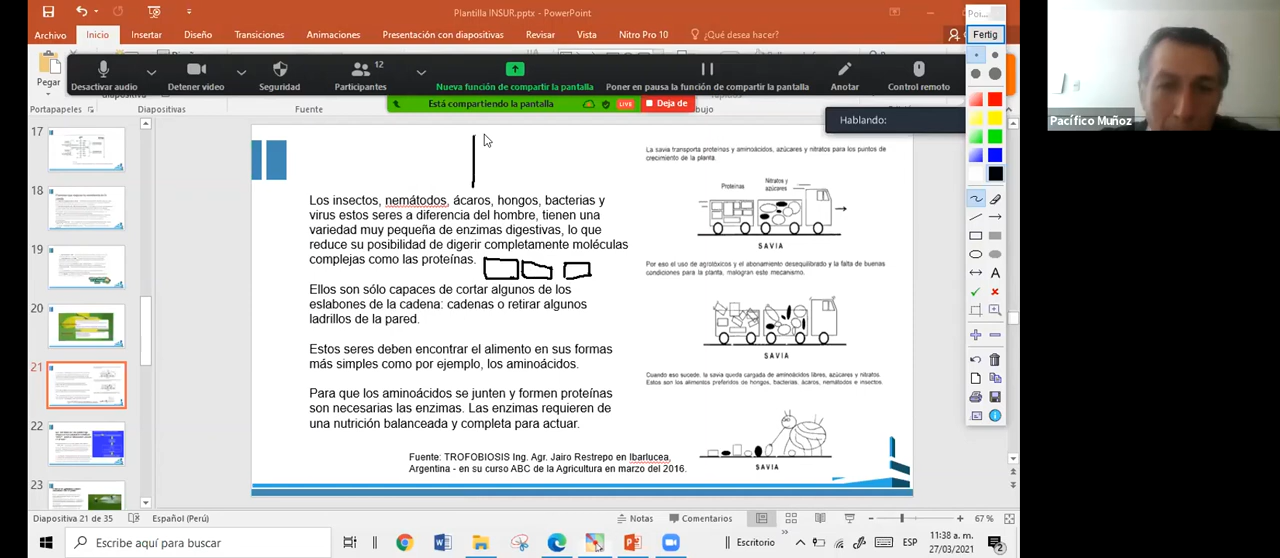 Plantilla INSUR.pptx - PowerPoint
Archivo Inicio Insertar Diseño Transiciones Animaciones Presentación con diapositivas Revisar Vista Nitro Pro 10 ¿Qué desea hacer?
Fertig
Pegar
12
Desactivar audio Detener video Seguridad Participantes Nueva función de compartir la pantalla Poner en pausa la función de compartir la pantalla Anotar Control remoto
Portapapeles Diapositivas Fuente
Está compartiendo la pantalla LIVE Deja de
Hablando:
Pacífico Muñoz
17
18
19
20
21
22
23
Los insectos, nemátodos, ácaros, hongos, bacterias y
virus estos seres a diferencia del hombre, tienen una
variedad muy pequeña de enzimas digestivas, lo que
reduce su posibilidad de digerir completamente moléculas
complejas como las proteínas.
Ellos son sólo capaces de cortar algunos de los
eslabones de la cadena: cadenas o retirar algunos
ladrillos de la pared.
Estos seres deben encontrar el alimento en sus formas
más simples como por ejemplo, los aminoácidos.
Para que los aminoácidos se junten y formen proteínas
son necesarias las enzimas. Las enzimas requieren de
una nutrición balanceada y completa para actuar.
Fuente: TROFOBIOSIS Ing. Agr. Jairo Restrepo en Ibarlucea,
Argentina - en su curso ABC de la Agricultura en marzo del 2016.
La savia transporta proteínas y aminoácidos, azúcares y nitratos para los puntos de
crecimiento de la planta.
Proteínas
Nitratos y
azúcares
SAVIA
Por eso el uso de agrotóxicos y el abonamiento desequilibrado y la falta de buenas
condiciones para la planta, malogran este mecanismo.
SAVIA
Cuando eso sucede, la savia queda cargada de aminoácidos libres, azúcares y nitratos.
Estos son los alimentos preferidos de hongos, bacterias, ácaros, nemátodos e insectos.
SAVIA
A
Diapositiva 21 de 35 Español (Perú) Notas Comentarios 67 %
Escribe aquí para buscar
Escritorio
ESP
11:38 a. m.
27/03/2021
2